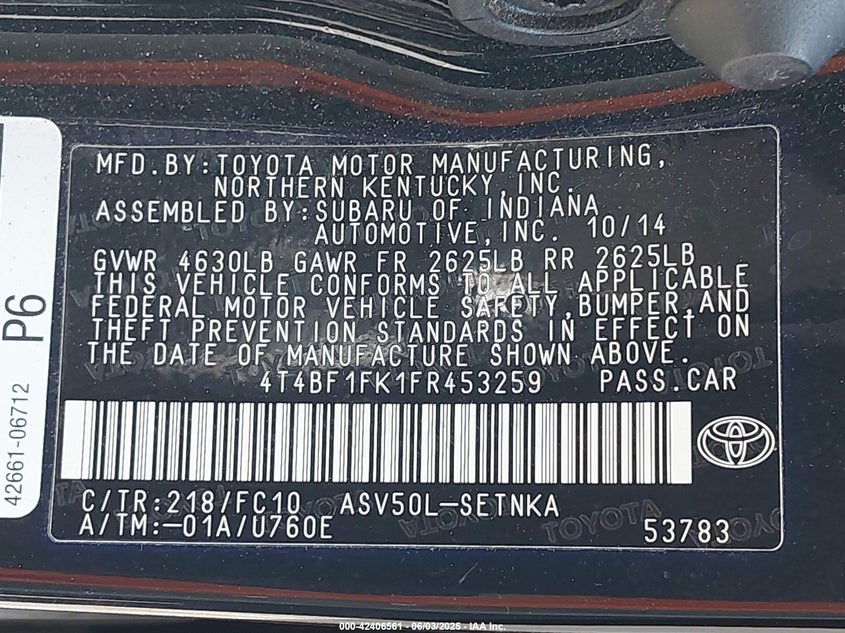 MFD.BY:TOYOTA MOTOR MANUFACTURING,
NORTHERN KENTUCKY,INC.
ASSEMBLED BY:SUBARU OF INDIANA
AUTOMOTIVE,INC. 10/14
GVWR 4630LB GAWR FR 2625LB RR 2625LB
THIS VEHICLE CONFORMS TO ALL APPLICABLE
FEDERAL MOTOR VEHICLE SAFETY,BUMPER,AND
THEFT PREVENTION STANDARDS IN EFFECT ON
THE DATE OF MANUFACTURE SHOWN ABOVE.
4T4BF1FK1FR453259 PASS.CAR
C/TR:218/FC10 ASV50L-SETNKA
A/TM:-01A/U760E 53783
TOYOTA
P6
42661-06712
000-42406561 - 06/03/2025 - IAA Inc.